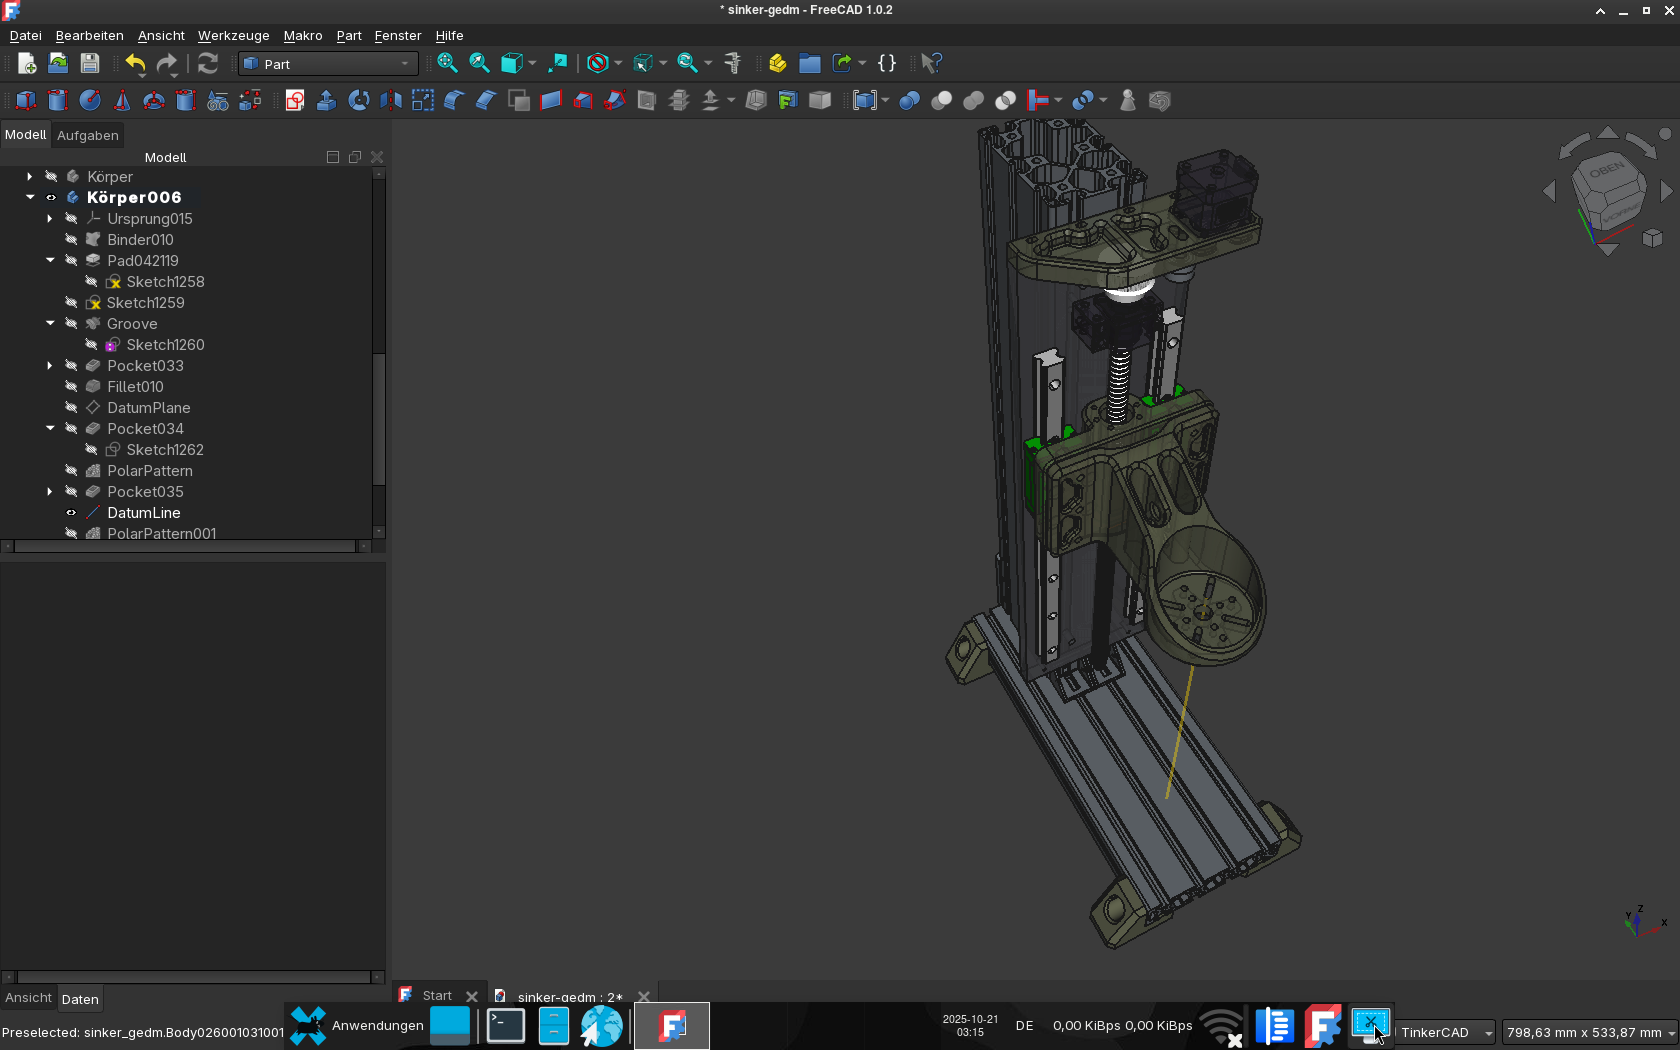 * sinker-gedm - FreeCAD 1.0.2
Datei Bearbeiten Ansicht Werkzeuge Makro Part Fenster Hilfe
Part
Modell Aufgaben
Modell
Körper
Körper006
Ursprung015
Binder010
Pad042119
Sketch1258
Sketch1259
Groove
Sketch1260
Pocket033
Fillet010
DatumPlane
Pocket034
Sketch1262
PolarPattern
Pocket035
DatumLine
PolarPattern001
OBEN
VORNE
Z
Y
X
Ansicht Daten
Start
sinker-gedm : 2*
Preselected: sinker_gedm.Body026001031001
Anwendungen
2025-10-21
03:15
DE
0,00 KiBps 0,00 KiBps
TinkerCAD
798,63 mm x 533,87 mm